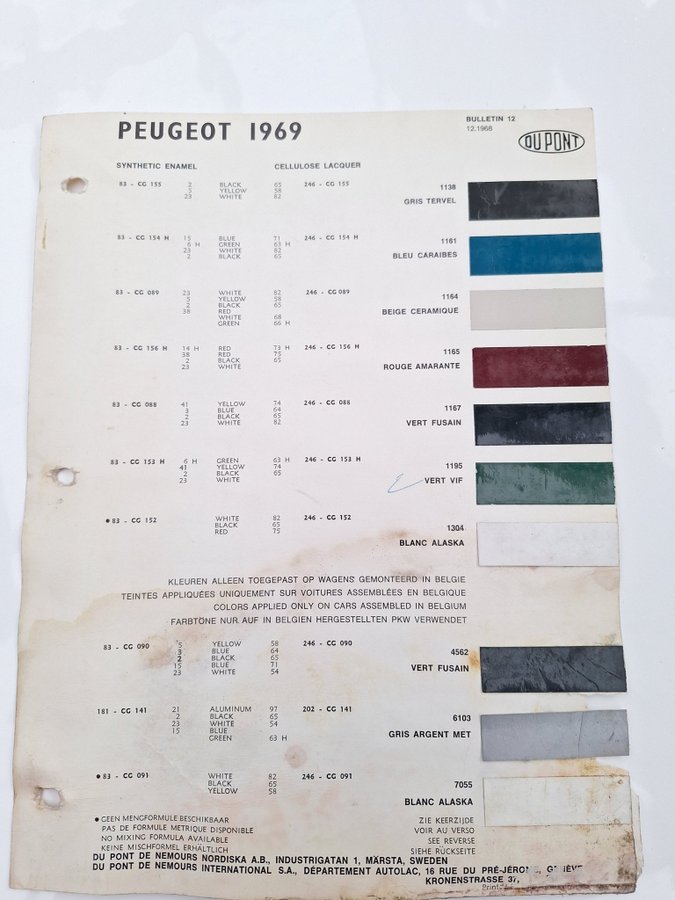 PEUGEOT 1969
BULLETIN 12
12.1968
DU PONT
SYNTHETIC ENAMEL CELLULOSE LACQUER
83 - CG 155 2 BLACK 65 246 - CG 155 1138
5 YELLOW 58
23 WHITE 82 GRIS TERVEL
83 - CG 154 H 15 BLUE 71 246 - CG 154 H 1161
6 H GREEN 63 H
23 WHITE 82 BLEU CARAIBES
2 BLACK 65
83 - CG 089 23 WHITE 82 246 - CG 089 1164
5 YELLOW 58
2 BLACK 65 BEIGE CERAMIQUE
38 RED
WHITE 68
GREEN 66 H
83 - CG 156 H 14 H RED 73 H 246 - CG 156 H 1165
38 RED 75
2 BLACK 65 ROUGE AMARANTE
23 WHITE
83 - CG 088 41 YELLOW 74 246 - CG 088 1167
3 BLUE 64
2 BLACK 65 VERT FUSAIN
23 WHITE 82
83 - CG 153 H 6 H GREEN 63 H 246 - CG 153 H 1195
41 YELLOW 74
2 BLACK 65 VERT VIF
23 WHITE
• 83 - CG 152 WHITE 82 246 - CG 152 1304
BLACK 65
RED 75 BLANC ALASKA
KLEUREN ALLEEN TOEGEPAST OP WAGENS GEMONTEERD IN BELGIE
TEINTES APPLIQUÉES UNIQUEMENT SUR VOITURES ASSEMBLÉES EN BELGIQUE
COLORS APPLIED ONLY ON CARS ASSEMBLED IN BELGIUM
FARBTÖNE NUR AUF IN BELGIEN HERGESTELLTEN PKW VERWENDET
83 - CG 090 5 YELLOW 58 246 - CG 090 4562
3 BLUE 64
2 BLACK 65 VERT FUSAIN
15 BLUE 71
23 WHITE 54
181 - CG 141 21 ALUMINUM 97 202 - CG 141 6103
2 BLACK 65
23 WHITE 54 GRIS ARGENT MET
15 BLUE
GREEN 63 H
• 83 - CG 091 WHITE 82 246 - CG 091 7055
BLACK 65
YELLOW 58 BLANC ALASKA
• GEEN MENGFORMULE BESCHIKBAAR ZIE KEERZIJDE
PAS DE FORMULE METRIQUE DISPONIBLE VOIR AU VERSO
NO MIXING FORMULA AVAILABLE SEE REVERSE
KEINE MISCHFORMEL ERHÄLTLICH SIEHE RÜCKSEITE
DU PONT DE NEMOURS NORDISKA A.B., INDUSTRIGATAN 1, MÄRSTA, SWEDEN
DU PONT DE NEMOURS INTERNATIONAL S.A., DÉPARTEMENT AUTOLAC, 16 RUE DU PRÉ-JÉROME, GENÈVE
KRONENSTRASSE 37,